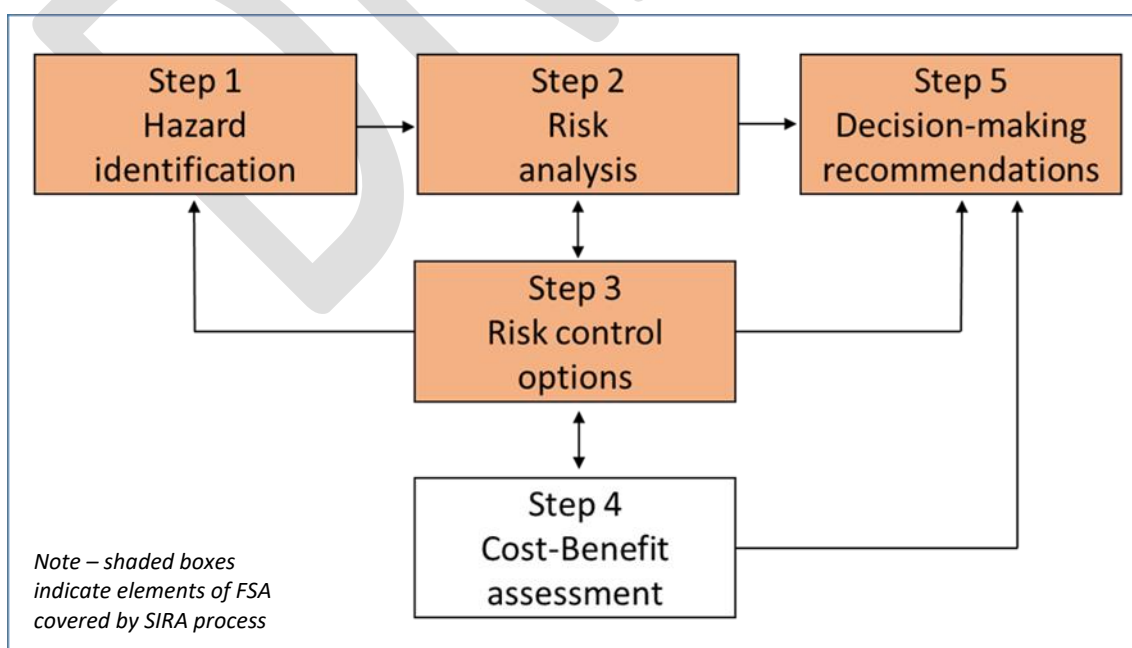 Step 1
Hazard
identification
Step 2
Risk
analysis
Step 5
Decision-making
recommendations
Step 3
Risk control
options
Step 4
Cost-Benefit
assessment
Note – shaded boxes
indicate elements of FSA
covered by SIRA process